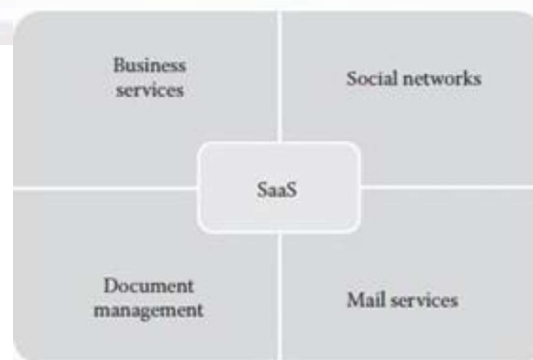 Business
services
Social networks
SaaS
Document
management
Mail services